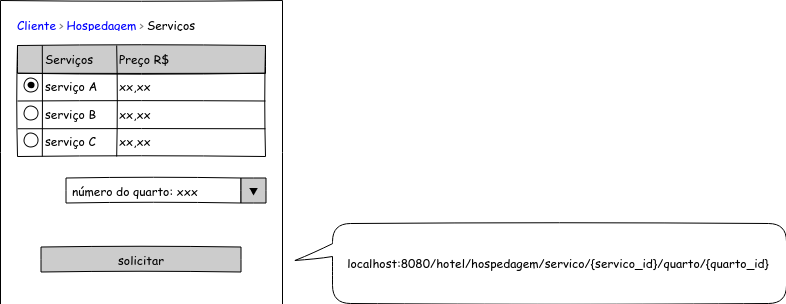 Cliente > Hospedagem > Serviços
Serviços Preço R$
serviço A xx,xx
serviço B xx,xx
serviço C xx,xx
número do quarto: xxx
solicitar
localhost:8080/hotel/hospedagem/servico/{servico_id}/quarto/{quarto_id}